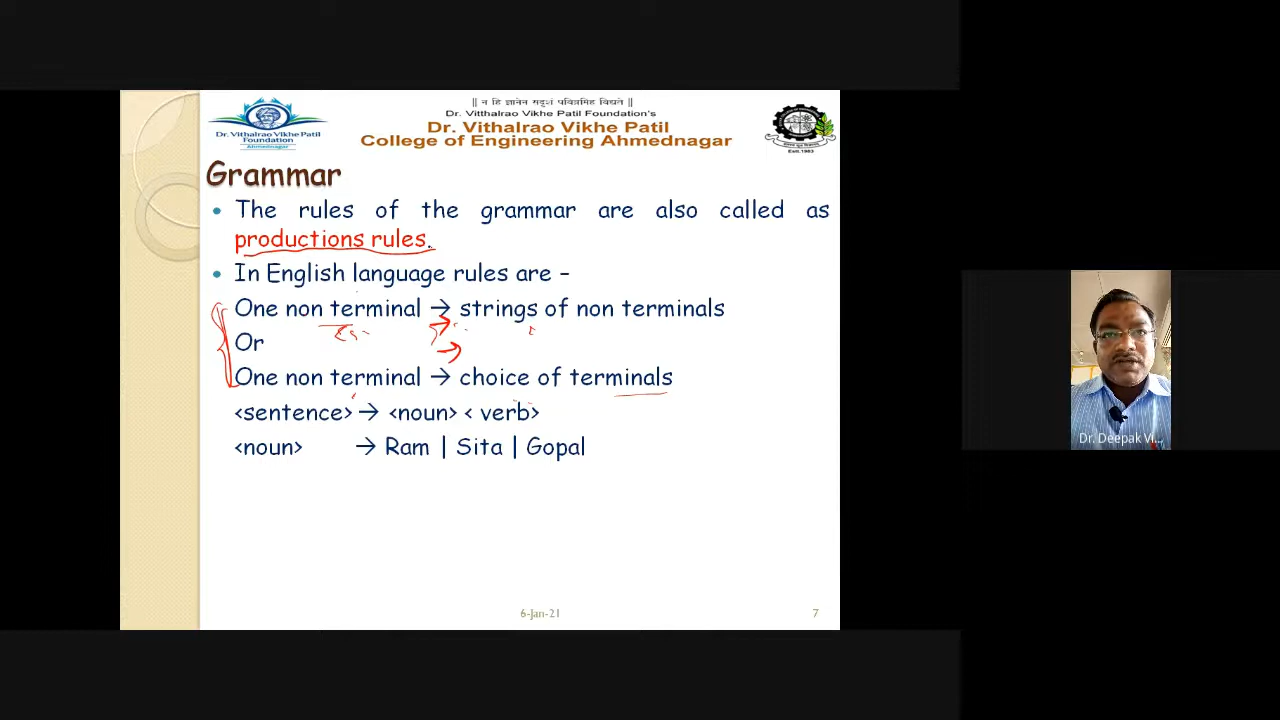 || न हि ज्ञानेन सदृशं पवित्रमिह विद्यते ||
Dr. Vitthalrao Vikhe Patil Foundation's
Dr. Vithalrao Vikhe Patil
College of Engineering Ahmednagar
Dr. Vithalrao Vikhe Patil
Foundation
Ahmednagar
Estt.1983
Grammar
• The rules of the grammar are also called as
productions rules.
• In English language rules are –
One non terminal → strings of non terminals
Or
One non terminal → choice of terminals
<sentence> → <noun> < verb>
<noun> → Ram | Sita | Gopal
6-Jan-21
7
Dr. Deepak Vi...